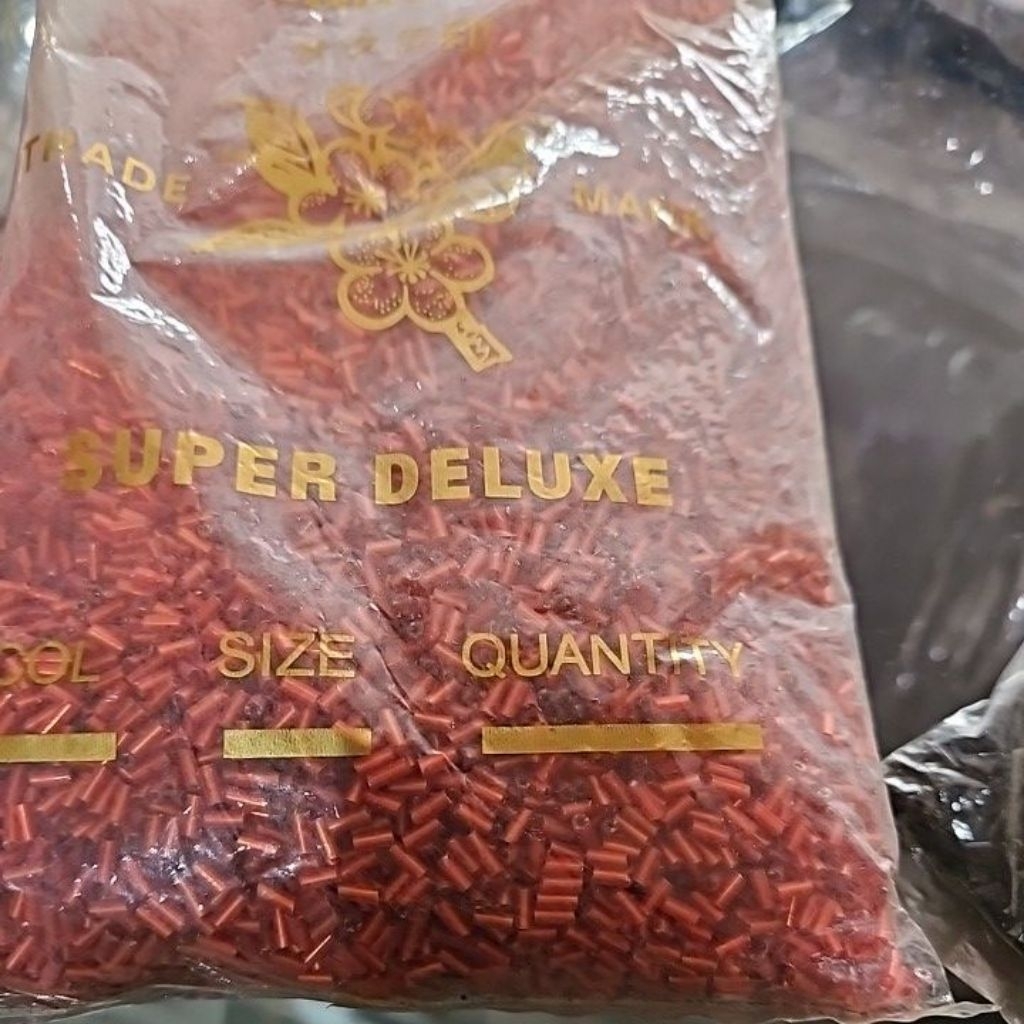 TRADE MARK
SUPER DELUXE
COL SIZE QUANTITY